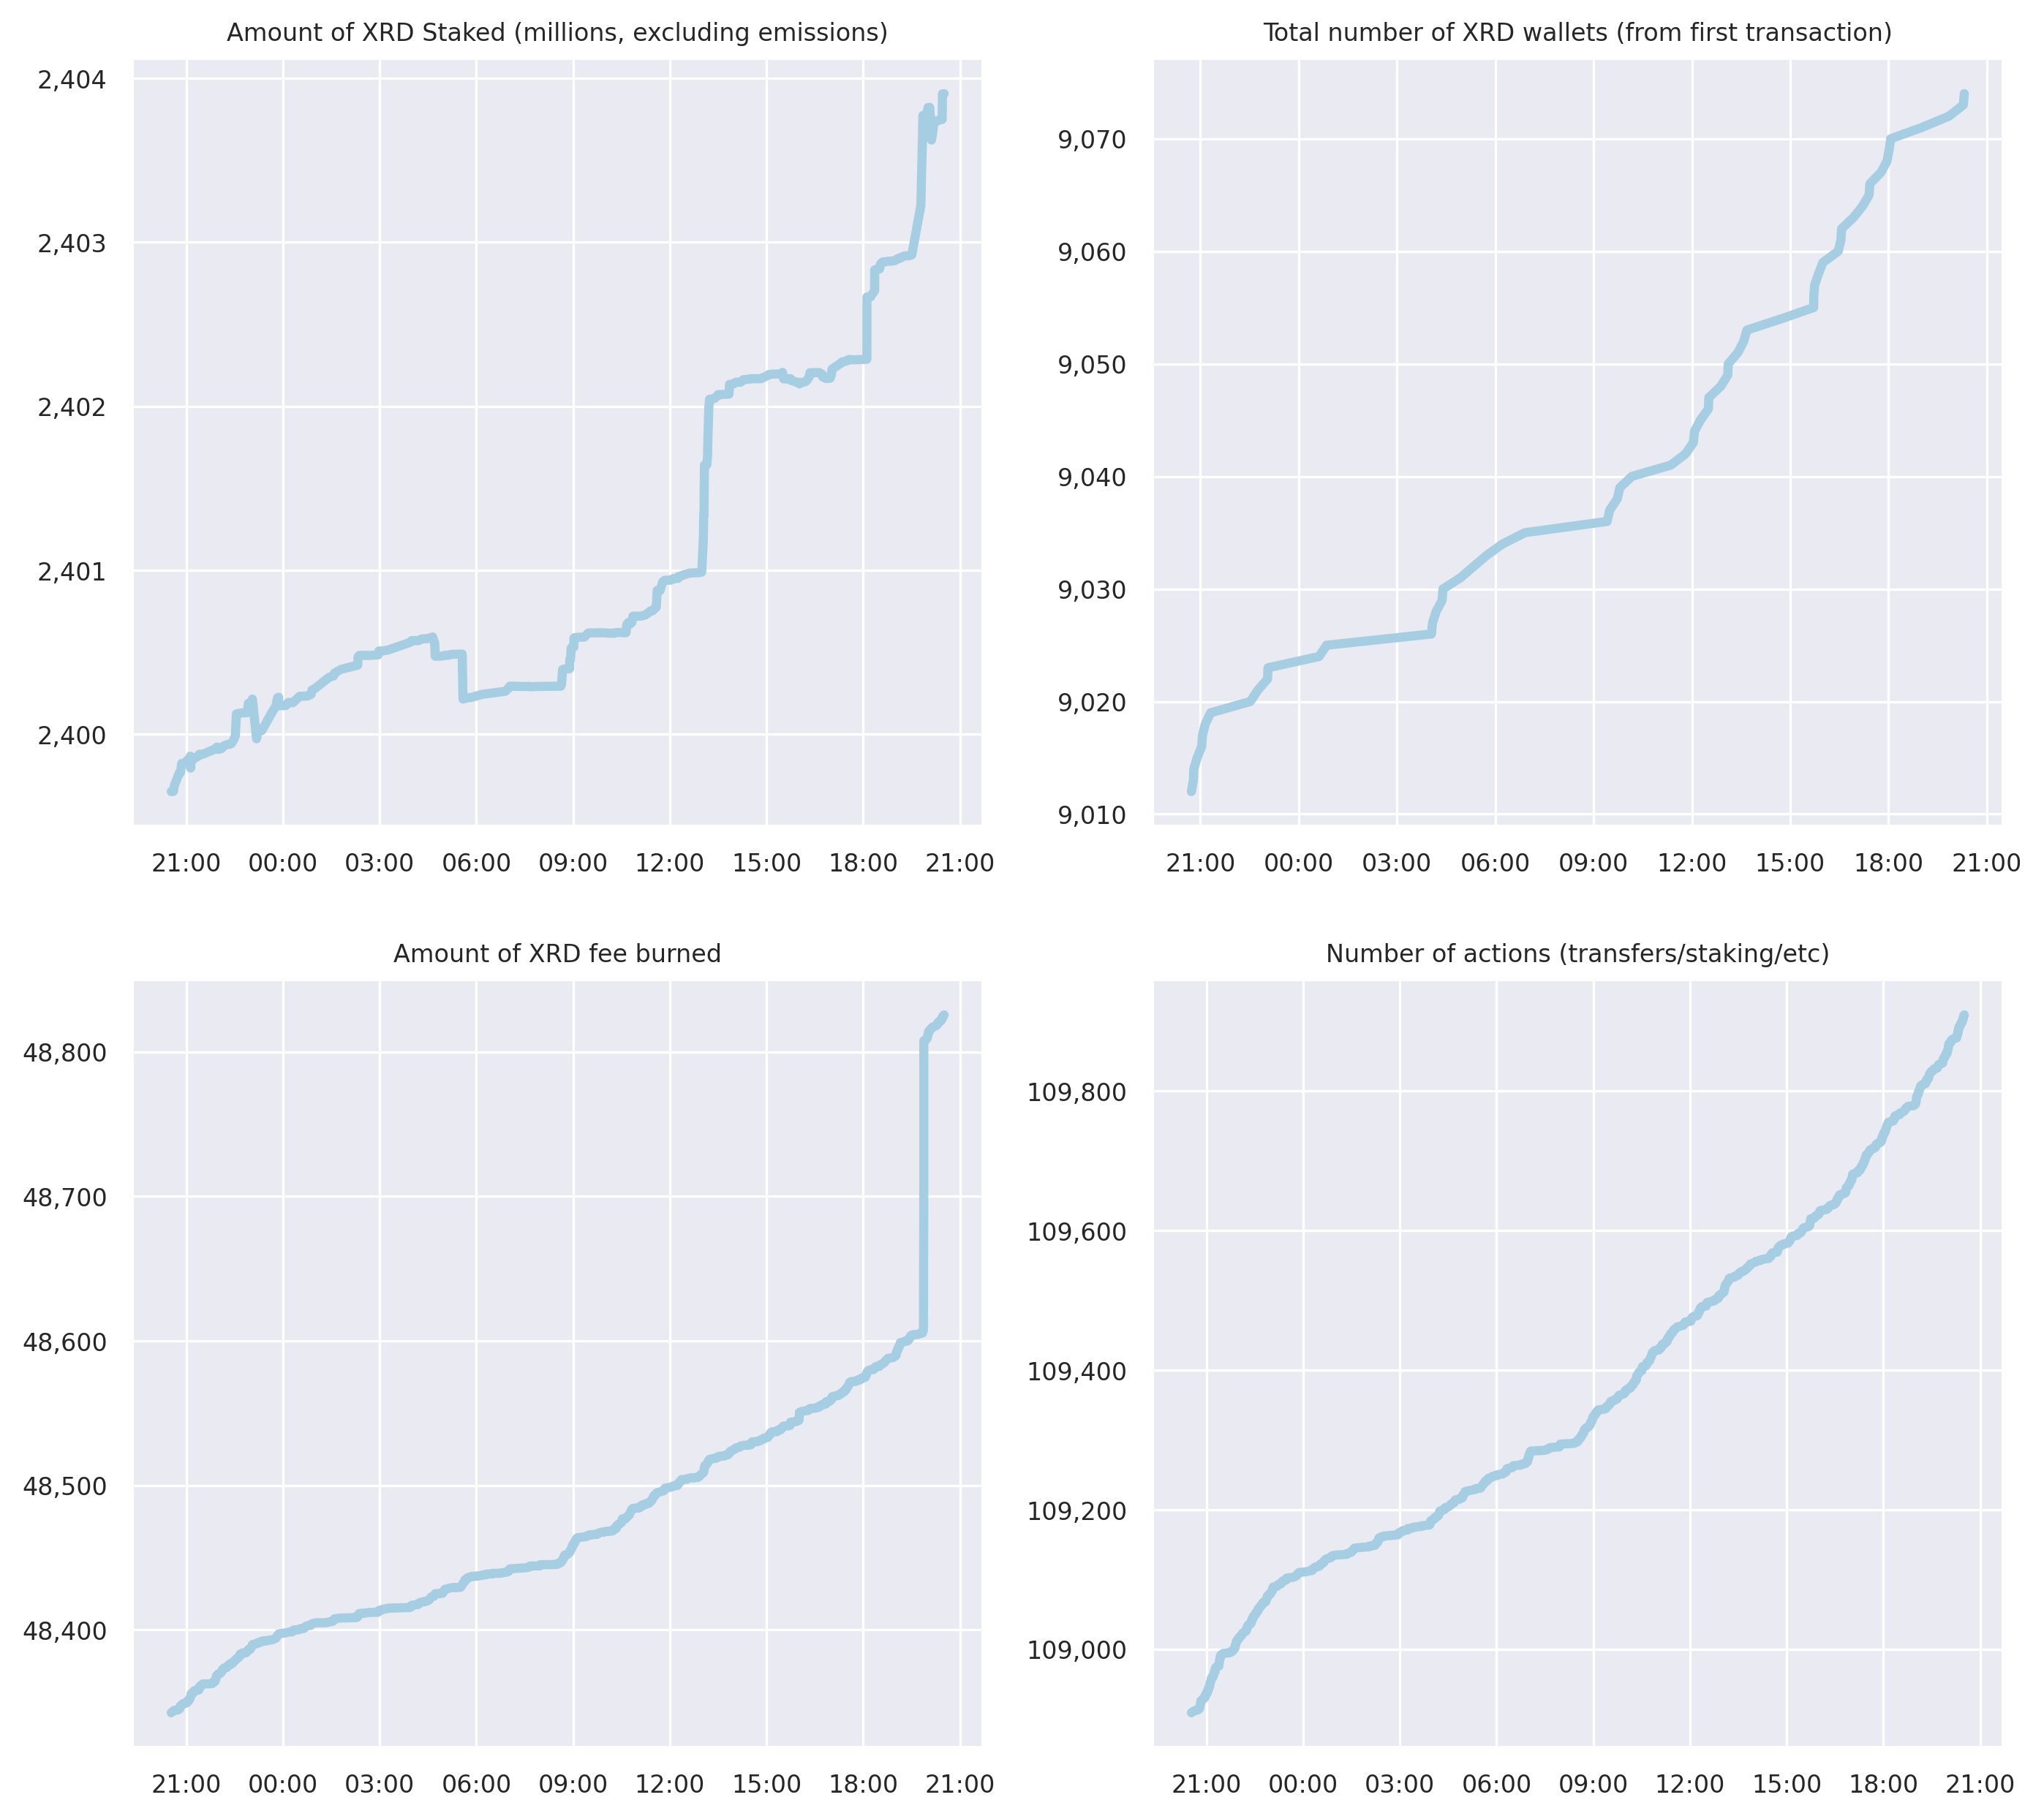 Amount of XRD Staked (millions, excluding emissions)
2,404
2,403
2,402
2,401
2,400
21:00 00:00 03:00 06:00 09:00 12:00 15:00 18:00 21:00
Total number of XRD wallets (from first transaction)
9,070
9,060
9,050
9,040
9,030
9,020
9,010
21:00 00:00 03:00 06:00 09:00 12:00 15:00 18:00 21:00
Amount of XRD fee burned
48,800
48,700
48,600
48,500
48,400
21:00 00:00 03:00 06:00 09:00 12:00 15:00 18:00 21:00
Number of actions (transfers/staking/etc)
109,800
109,600
109,400
109,200
109,000
21:00 00:00 03:00 06:00 09:00 12:00 15:00 18:00 21:00